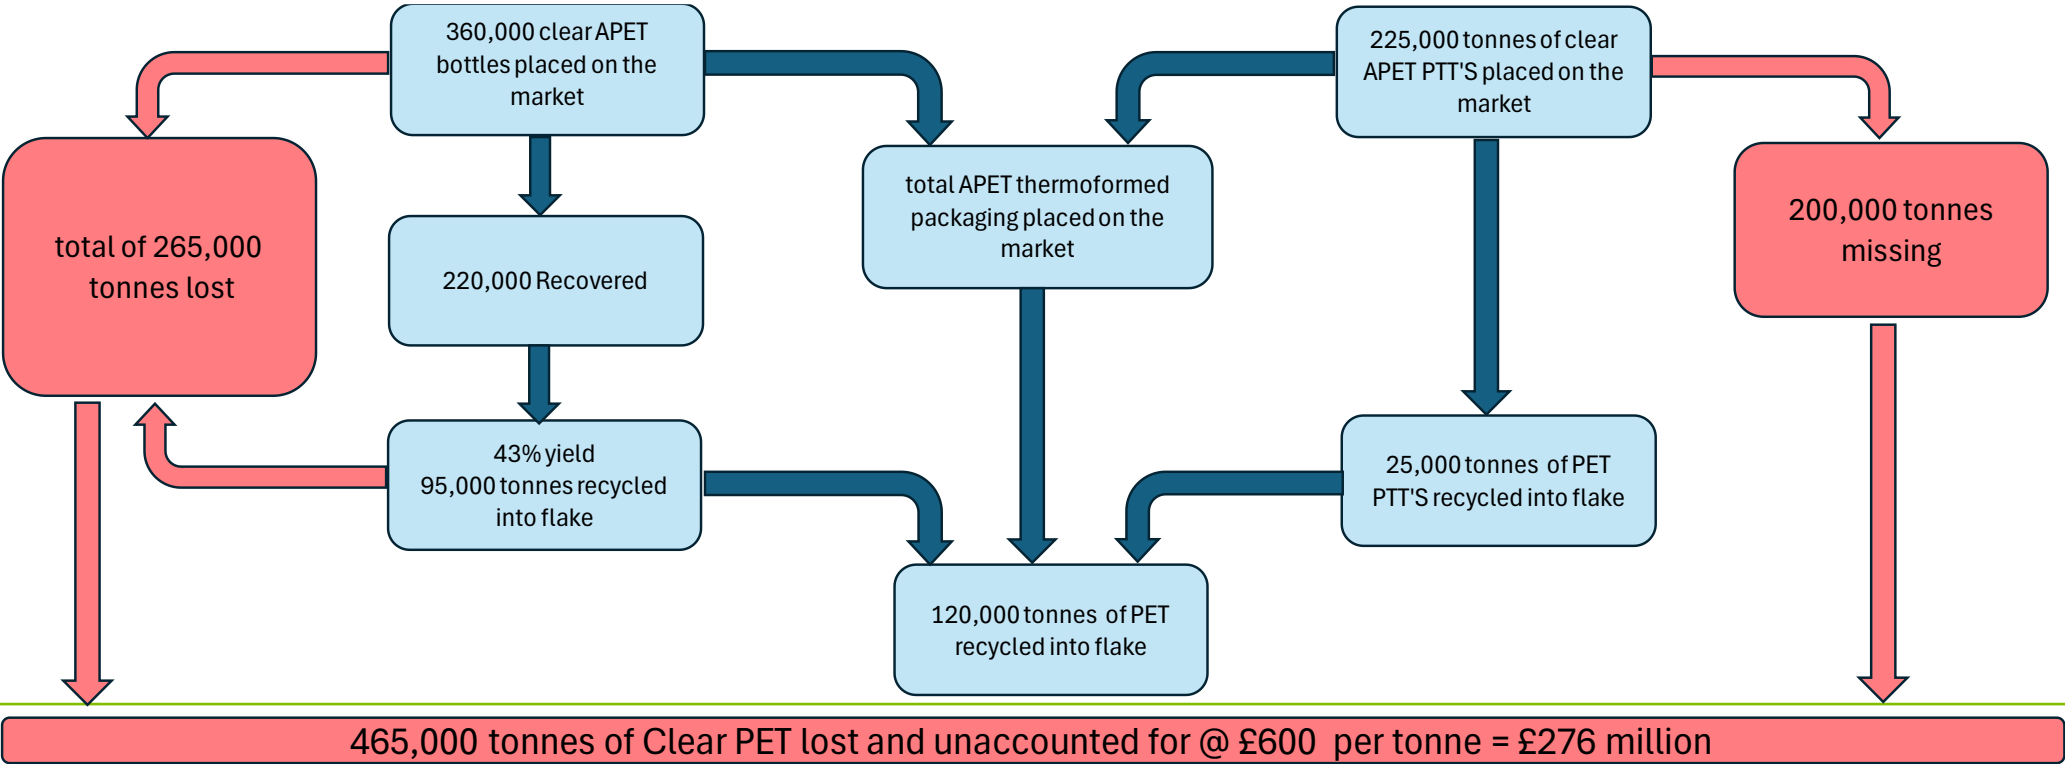 360,000 clear APET
bottles placed on the
market
225,000 tonnes of clear
APET PTT'S placed on the
market
total APET thermoformed
packaging placed on the
market
200,000 tonnes
missing
total of 265,000
tonnes lost
220,000 Recovered
43% yield
95,000 tonnes recycled
into flake
25,000 tonnes of PET
PTT'S recycled into flake
120,000 tonnes of PET
recycled into flake
465,000 tonnes of Clear PET lost and unaccounted for @ £600 per tonne = £276 million